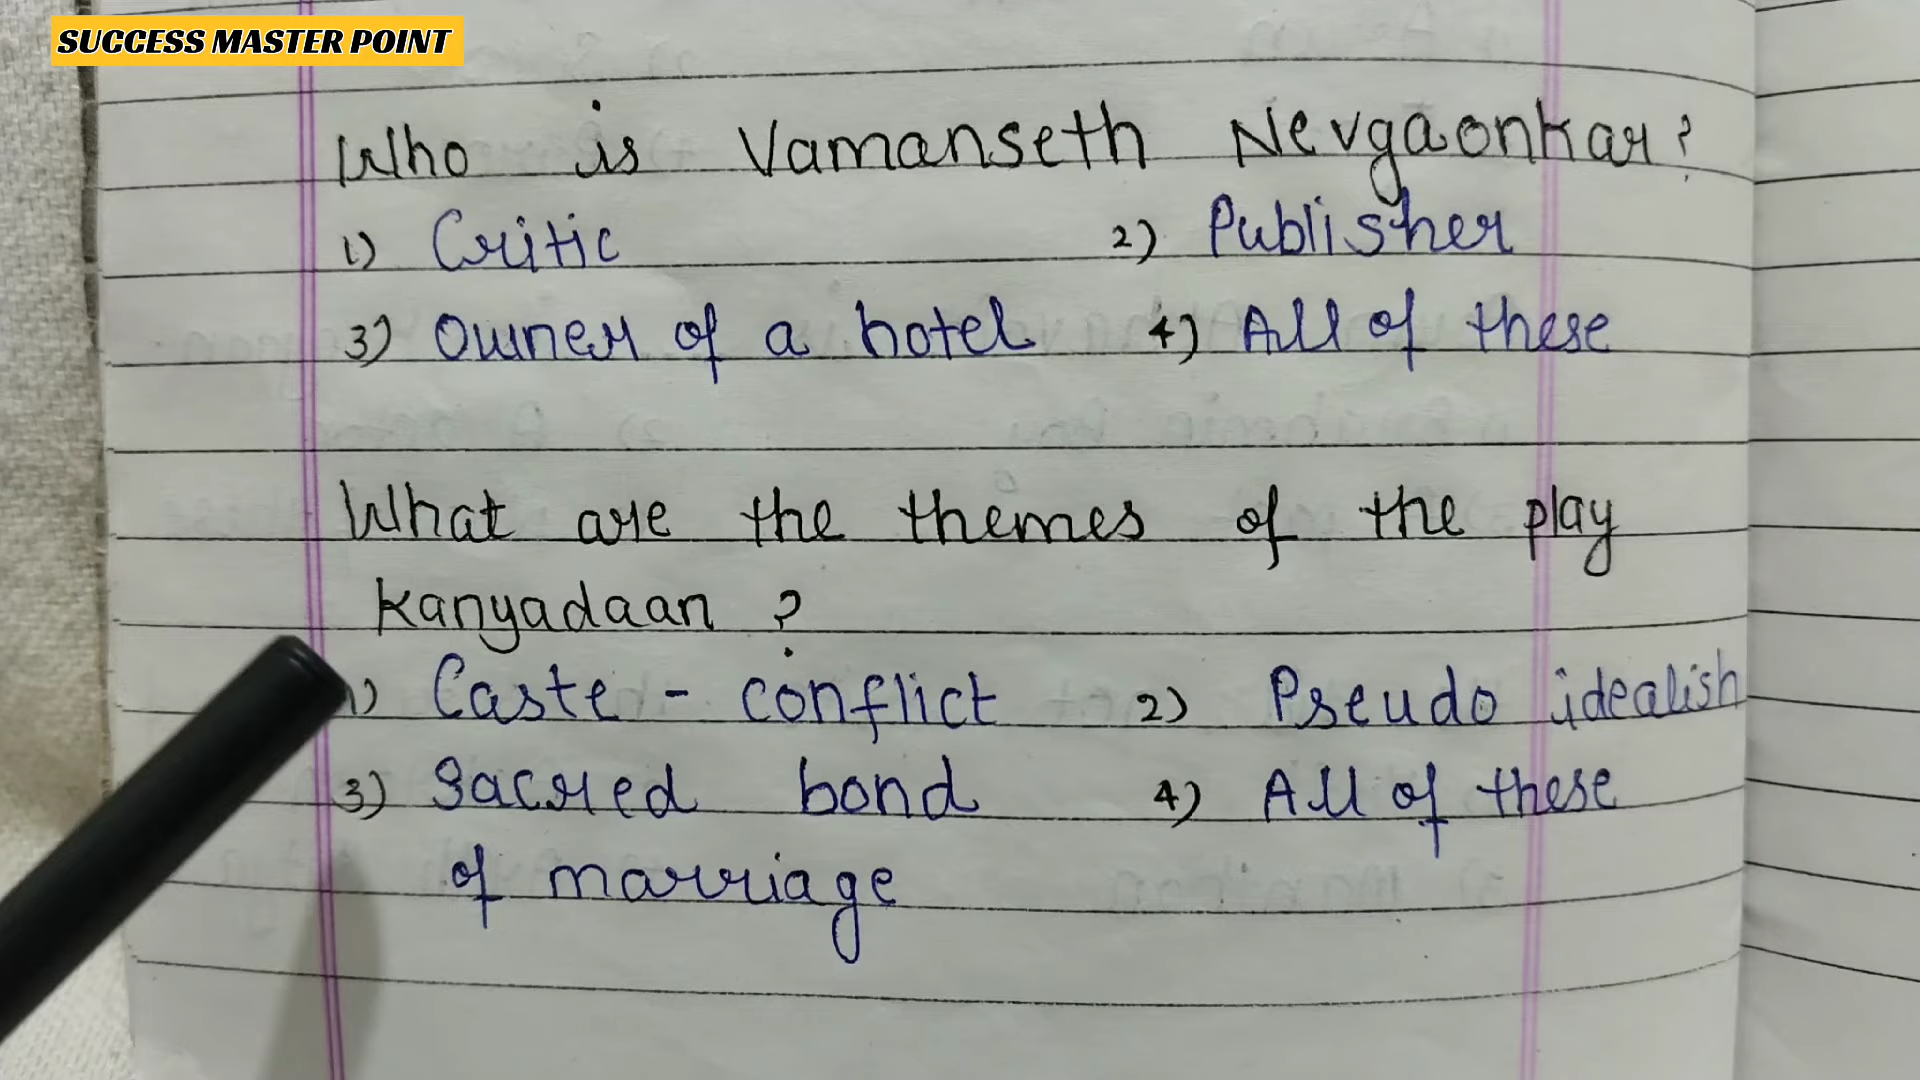 SUCCESS MASTER POINT
Who is Vamanseth Nevgaonkar?
1) Critic 2) Publisher
3) Owner of a hotel 4) All of these
What are the themes of the play
Kanyadaan ?
1) Caste - conflict 2) Pseudo idealish
3) Sacred bond 4) All of these
of marriage